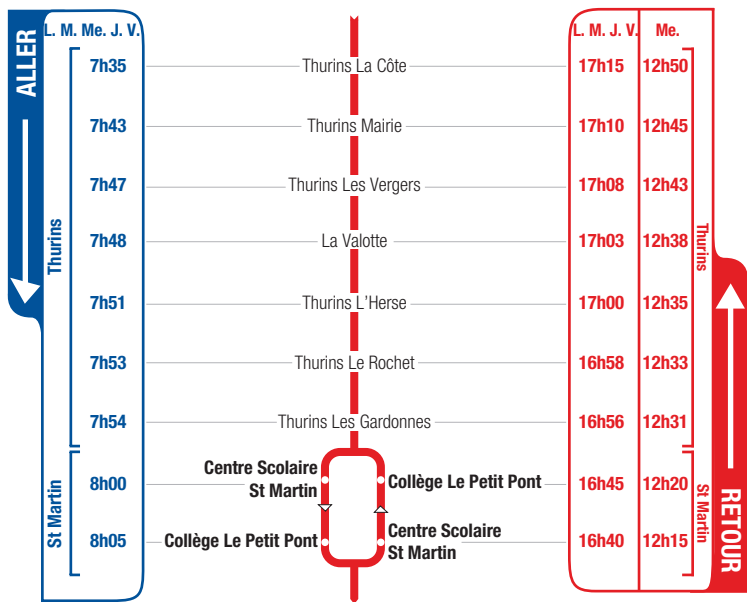 ALLER
L. M. Me. J. V.
L. M. J. V.
Me.
7h35
Thurins La Côte
17h15
12h50
7h43
Thurins Mairie
17h10
12h45
7h47
Thurins Les Vergers
17h08
12h43
Thurins
7h48
La Valotte
17h03
12h38
Thurins
7h51
Thurins L'Herse
17h00
12h35
7h53
Thurins Le Rochet
16h58
12h33
7h54
Thurins Les Gardonnes
16h56
12h31
St Martin
8h00
Centre Scolaire
St Martin
Collège Le Petit Pont
16h45
12h20
St Martin
8h05
Collège Le Petit Pont
Centre Scolaire
St Martin
16h40
12h15
RETOUR